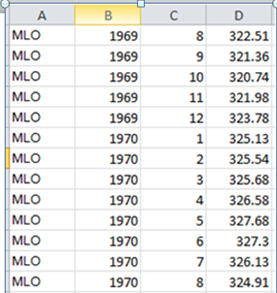 A B C D
MLO 1969 8 322.51
MLO 1969 9 321.36
MLO 1969 10 320.74
MLO 1969 11 321.98
MLO 1969 12 323.78
MLO 1970 1 325.13
MLO 1970 2 325.54
MLO 1970 3 325.68
MLO 1970 4 326.58
MLO 1970 5 327.68
MLO 1970 6 327.3
MLO 1970 7 326.13
MLO 1970 8 324.91